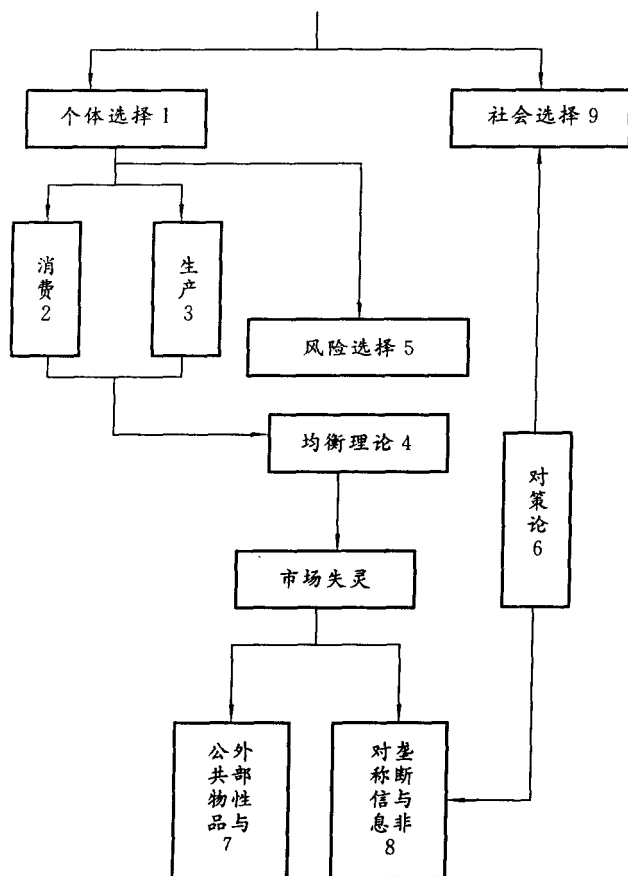 个体选择1
社会选择9
消费2
生产3
风险选择5
均衡理论4
对策论6
市场失灵
外部性与
公共物品
7
垄断与非
对称信息
8